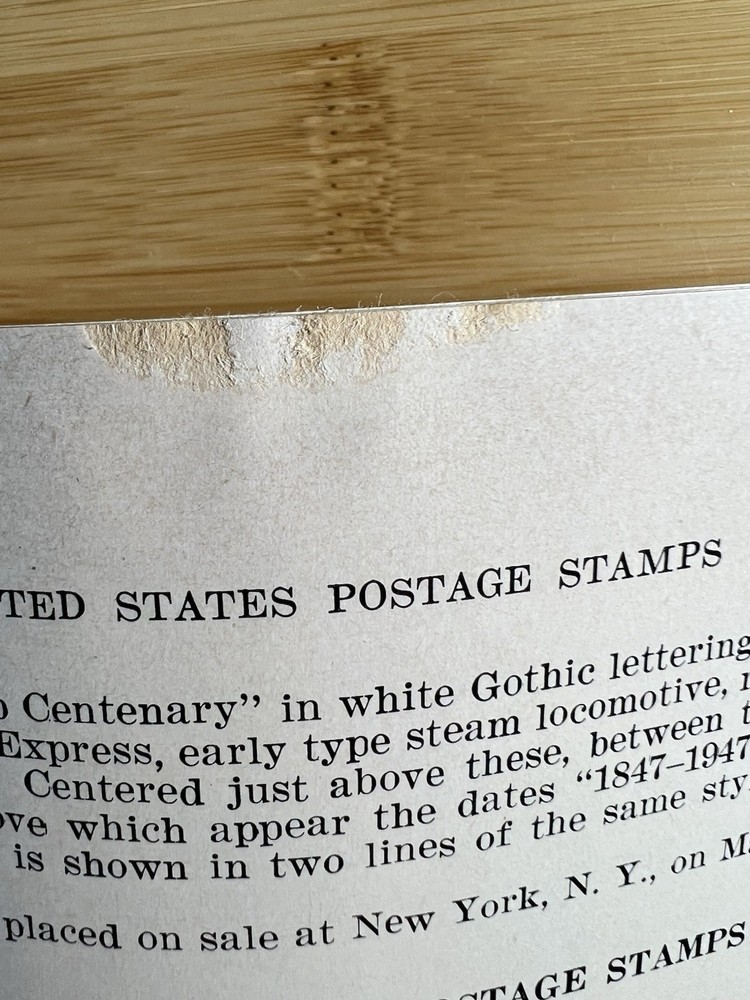 TED STATES POSTAGE STAMPS
Centenary” in white Gothic lettering
Express, early type steam locomotive,
Centered just above these, between
ve which appear the dates “1847–1947
is shown in two lines of the same
placed on sale at New York, N. Y., on
STAGE STAMPS